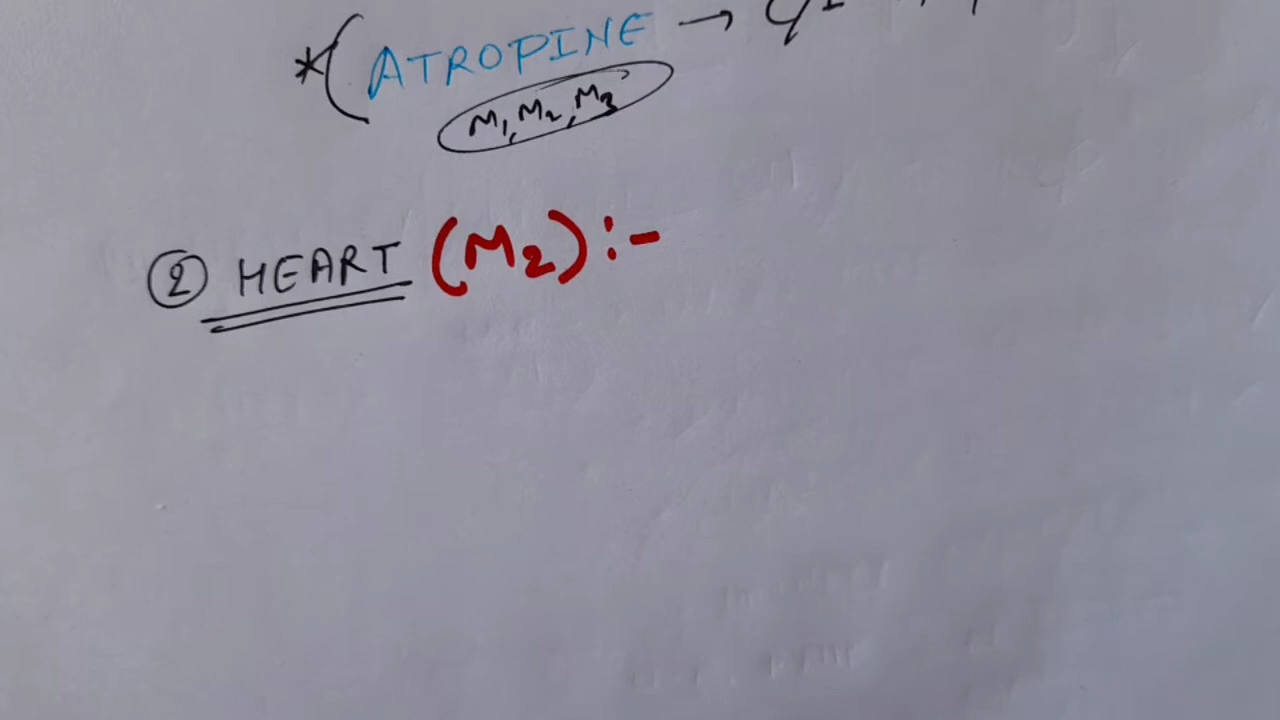 *( ATROPINE →
M₁, M₂, M₃
② HEART (M₂) :-